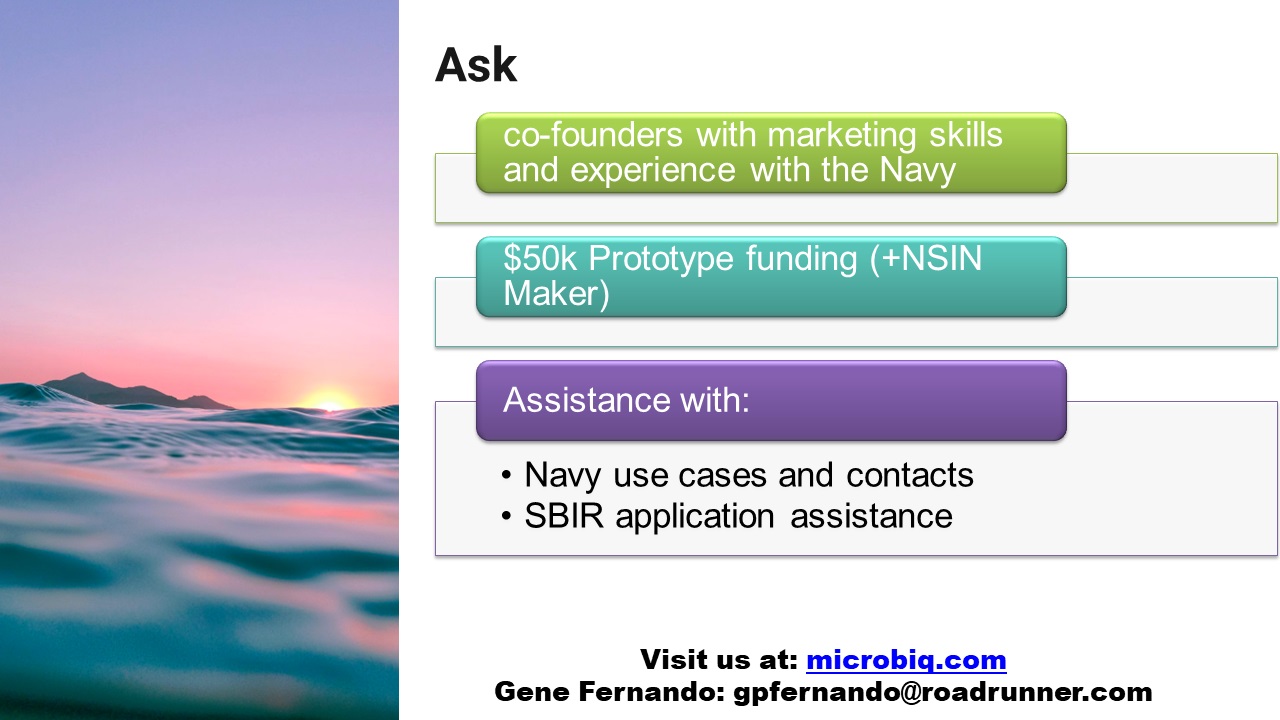 Ask
co-founders with marketing skills
and experience with the Navy
$50k Prototype funding (+NSIN
Maker)
Assistance with:
• Navy use cases and contacts
• SBIR application assistance
Visit us at: microbiq.com
Gene Fernando: gpfernando@roadrunner.com